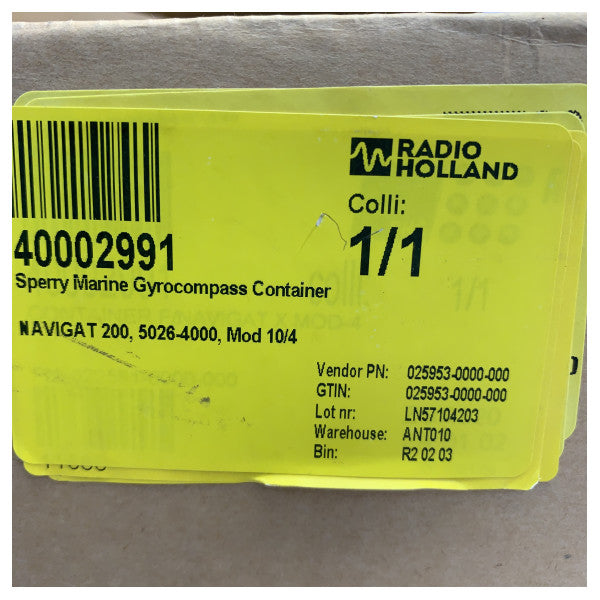 RADIO
HOLLAND
Colli:
1/1
40002991
Sperry Marine Gyrocompass Container
NAVIGAT 200, 5026-4000, Mod 10/4
Vendor PN: 025953-0000-000
GTIN: 025953-0000-000
Lot nr: LN57104203
Warehouse: ANT010
Bin: R2 02 03